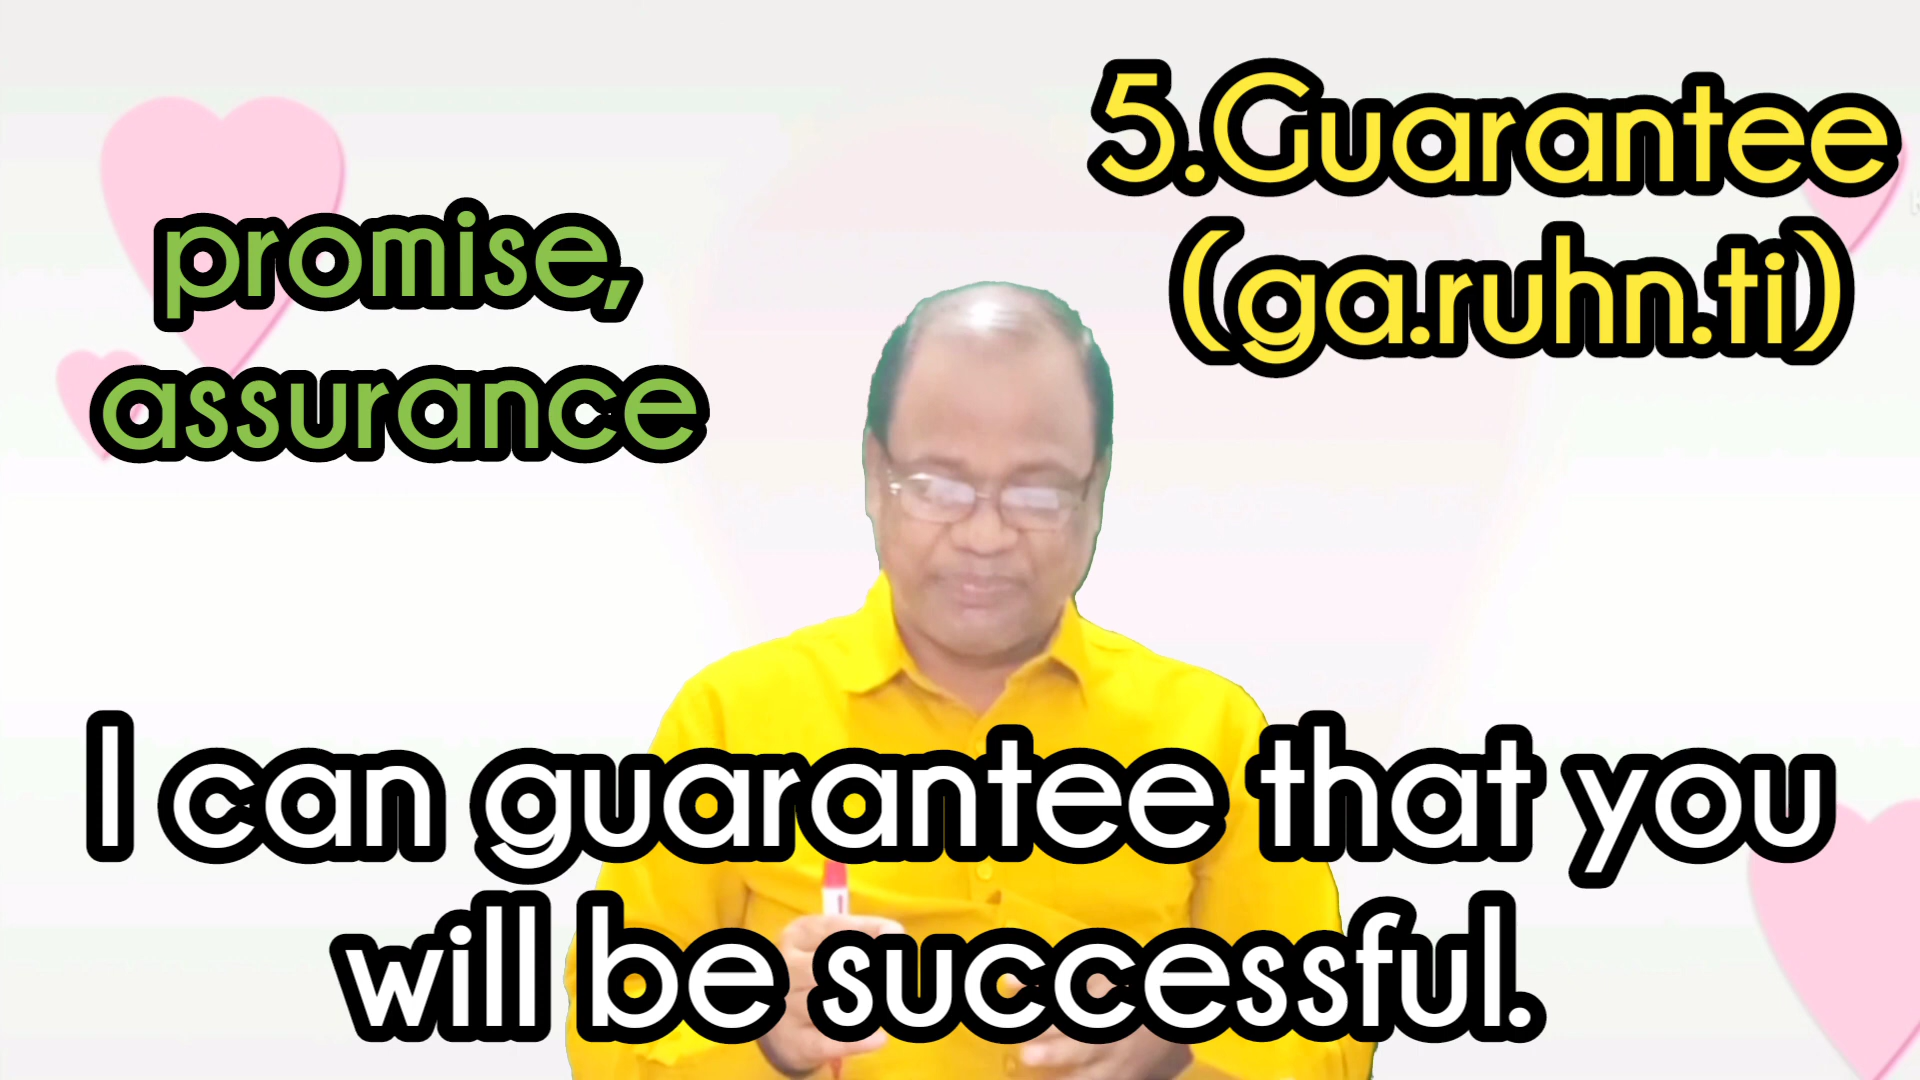 5.Guarantee
(ga.ruhn.ti)
promise,
assurance
I can guarantee that you
will be successful.